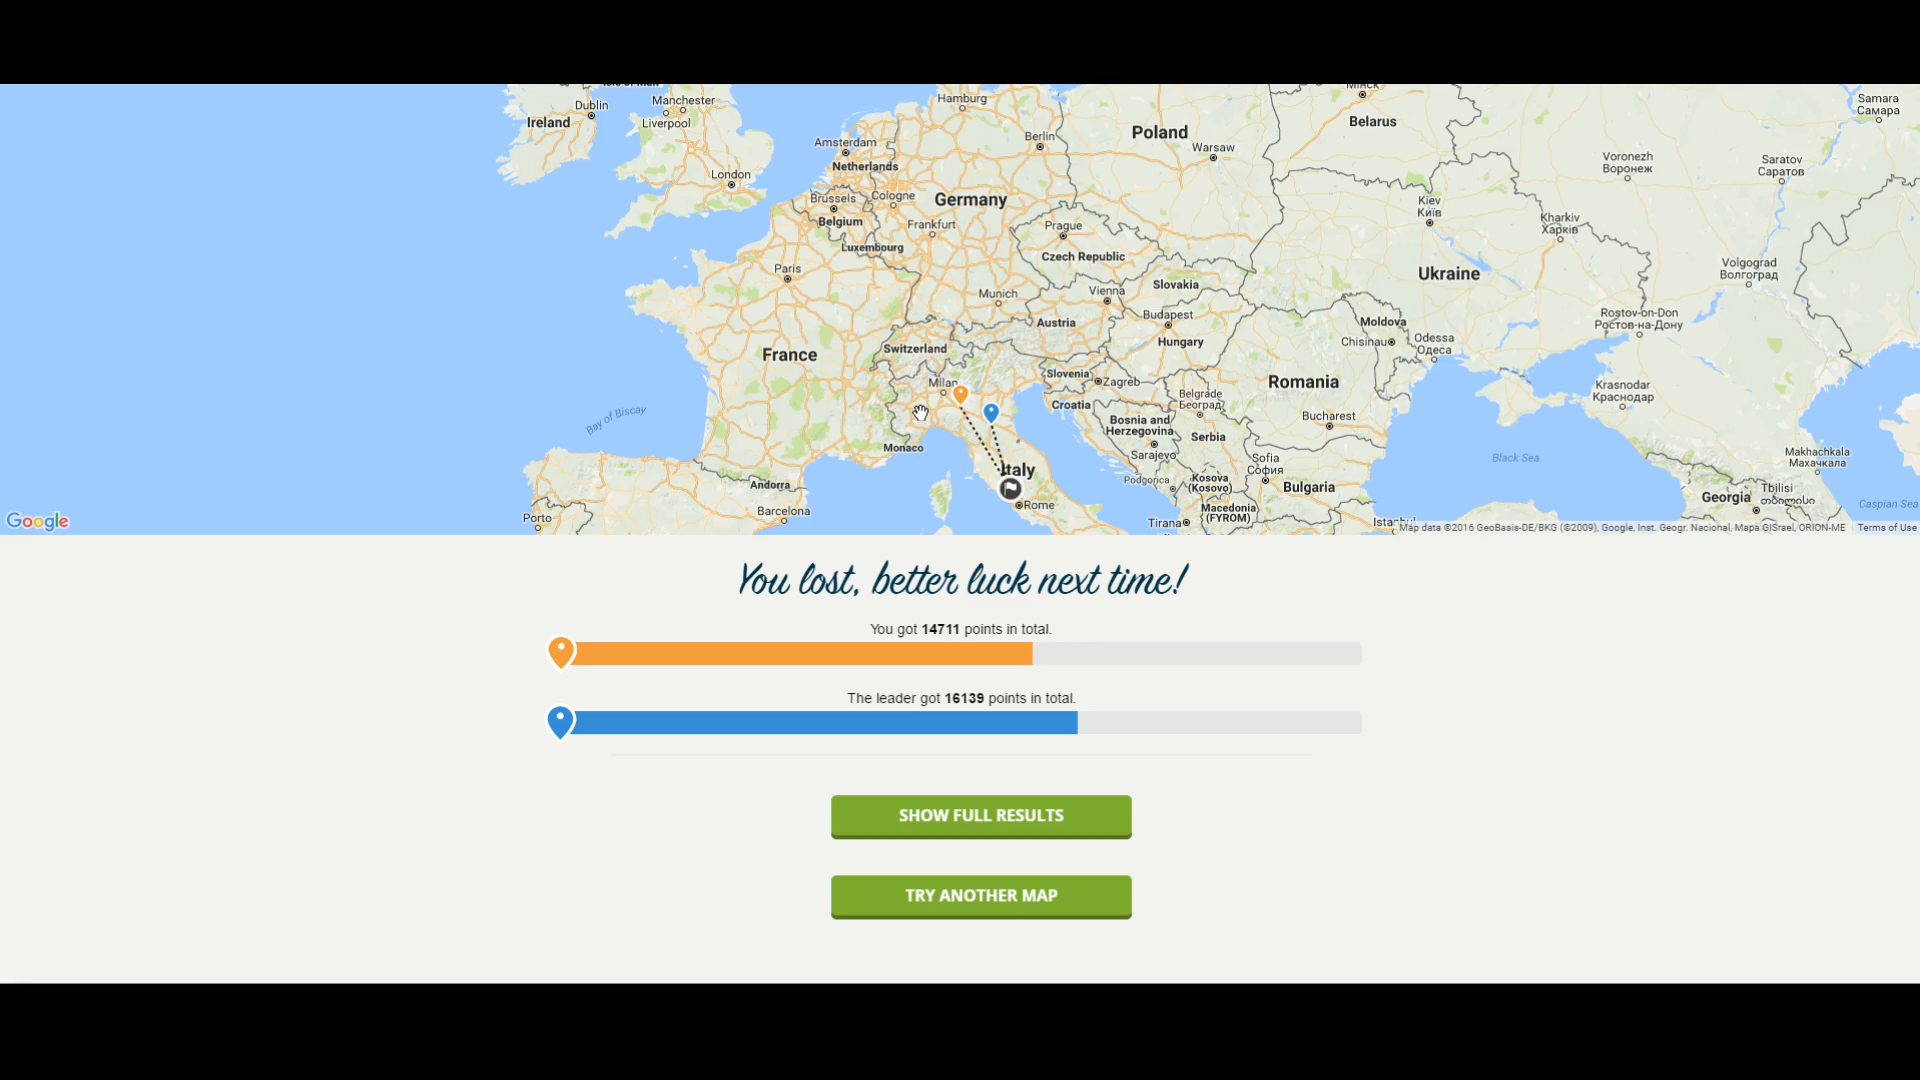 Isle of Man
Dublin
Ireland
Manchester
Liverpool
London
Hamburg
Amsterdam
Netherlands
Berlin
Poland
Warsaw
Минск
Belarus
Samara
Самара
Voronezh
Воронеж
Saratov
Саратов
Brussels
Belgium
Cologne
Germany
Frankfurt
Luxembourg
Prague
Czech Republic
Kiev
Київ
Kharkiv
Харків
Paris
Munich
Vienna
Slovakia
Ukraine
Volgograd
Волгоград
Austria
Budapest
Hungary
Moldova
Chisinau
Odessa
Одеса
Rostov-on-Don
Ростов-на-Дону
France
Switzerland
Milan
Slovenia
Zagreb
Croatia
Belgrade
Београд
Romania
Bucharest
Krasnodar
Краснодар
Bay of Biscay
Monaco
Bosnia and
Herzegovina
Sarajevo
Serbia
Sofia
София
Black Sea
Makhachkala
Махачкала
Andorra
Barcelona
Porto
Italy
Rome
Podgorica
Kosova
(Kosovo)
Bulgaria
Macedonia
(FYROM)
Tirana
Georgia
Tbilisi
თბილისი
Caspian Sea
Google
Map data ©2016 GeoBasis-DE/BKG (©2009), Google, Inst. Geogr. Nacional, Mapa GISrael, ORION-ME
Terms of Use
You lost, better luck next time!
You got 14711 points in total.
The leader got 16139 points in total.
SHOW FULL RESULTS
TRY ANOTHER MAP